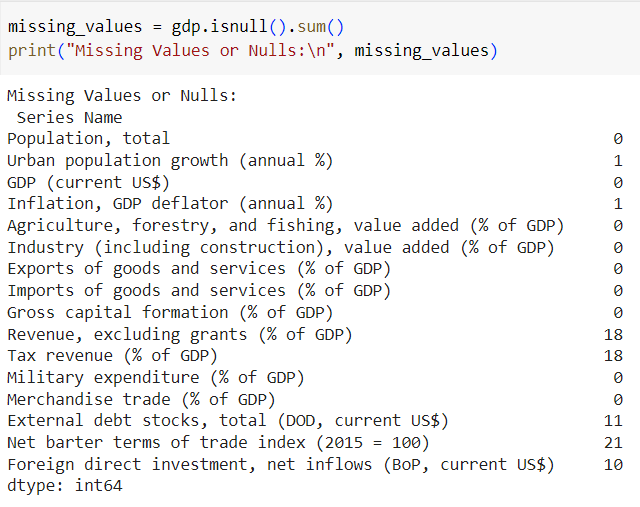 missing_values = gdp.isnull().sum()
print("Missing Values or Nulls:\n", missing_values)
Missing Values or Nulls:
 Series Name
Population, total 0
Urban population growth (annual %) 1
GDP (current US$) 0
Inflation, GDP deflator (annual %) 1
Agriculture, forestry, and fishing, value added (% of GDP) 0
Industry (including construction), value added (% of GDP) 0
Exports of goods and services (% of GDP) 0
Imports of goods and services (% of GDP) 0
Gross capital formation (% of GDP) 0
Revenue, excluding grants (% of GDP) 18
Tax revenue (% of GDP) 18
Military expenditure (% of GDP) 0
Merchandise trade (% of GDP) 0
External debt stocks, total (DOD, current US$) 11
Net barter terms of trade index (2015 = 100) 21
Foreign direct investment, net inflows (BoP, current US$) 10
dtype: int64